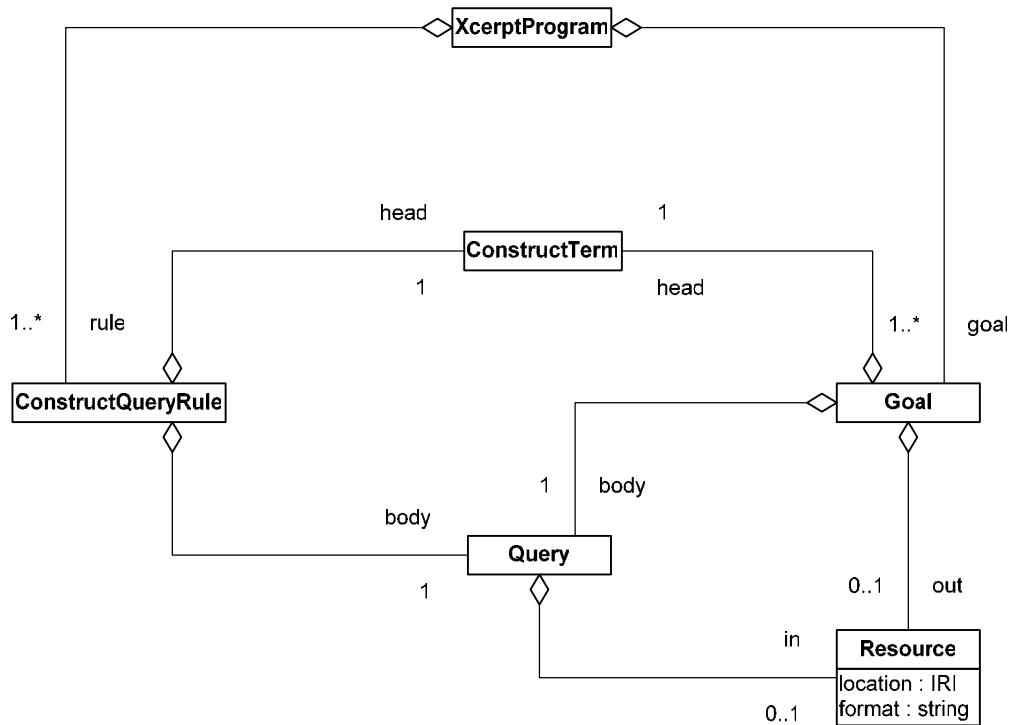 XcerptProgram
head 1
ConstructTerm
1 head
1..* rule 1..* goal
ConstructQueryRule Goal
1 body
body
Query
1 0..1 out
in Resource
location : IRI
0..1 format : string